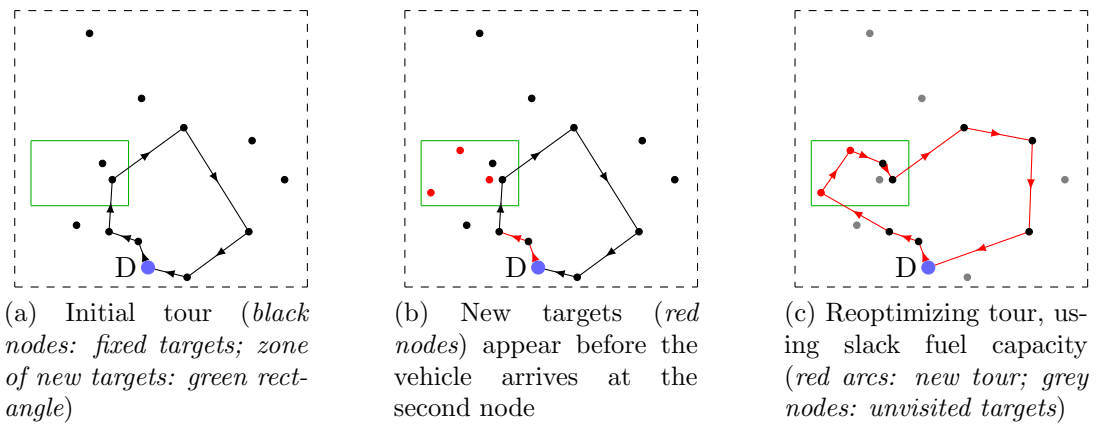 D
(a) Initial tour (black
nodes: fixed targets; zone
of new targets: green rect-
angle)
D
(b) New targets (red
nodes) appear before the
vehicle arrives at the
second node
D
(c) Reoptimizing tour, us-
ing slack fuel capacity
(red arcs: new tour; grey
nodes: unvisited targets)